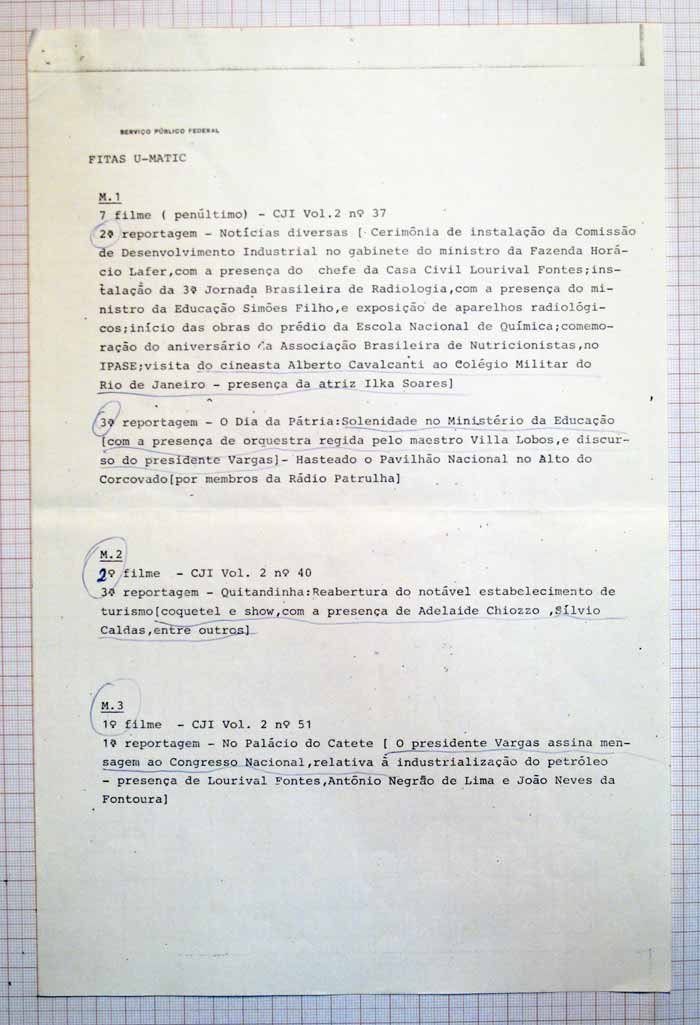 SERVIÇO PÚBLICO FEDERAL
FITAS U-MATIC
M.1
7 filme ( penúltimo) - CJI Vol.2 nº 37
2ª reportagem - Notícias diversas [ Cerimônia de instalação da Comissão
de Desenvolvimento Industrial no gabinete do ministro da Fazenda Horá-
cio Lafer,com a presença do chefe da Casa Civil Lourival Fontes;ins-
talação da 3ª Jornada Brasileira de Radiologia,com a presença do mi-
nistro da Educação Simões Filho,e exposição de aparelhos radiológi-
cos;início das obras do prédio da Escola Nacional de Química;comemo-
ração do aniversário da Associação Brasileira de Nutricionistas,no
IPASE;visita do cineasta Alberto Cavalcanti ao Colégio Militar do
Rio de Janeiro - presença da atriz Ilka Soares]
3ª reportagem - O Dia da Pátria:Solenidade no Ministério da Educação
[com a presença de orquestra regida pelo maestro Villa Lobos,e discur-
so do presidente Vargas]- Hasteado o Pavilhão Nacional no Alto do
Corcovado[por membros da Rádio Patrulha]
M.2
2º filme - CJI Vol. 2 nº 40
3ª reportagem - Quitandinha:Reabertura do notável estabelecimento de
turismo[coquetel e show,com a presença de Adelaide Chiozzo ,Sílvio
Caldas,entre outros]
M.3
1º filme - CJI Vol. 2 nº 51
1ª reportagem - No Palácio do Catete [ O presidente Vargas assina men-
sagem ao Congresso Nacional,relativa à industrialização do petróleo
- presença de Lourival Fontes,Antônio Negrão de Lima e João Neves da
Fontoura]